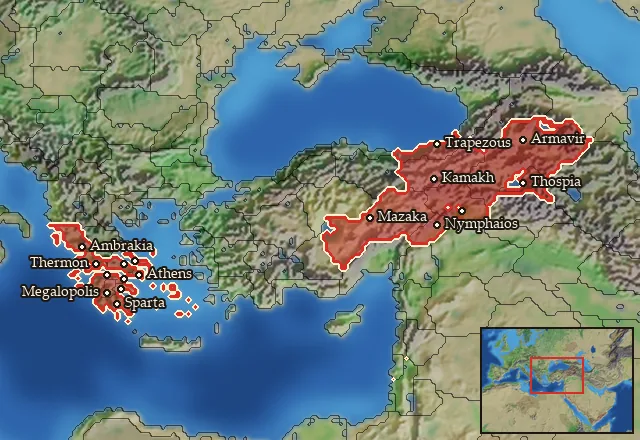 Trapezous
Armavir
Kamakh
Thospia
Mazaka
Nymphaios
Ambrakia
Thermon
Athens
Megalopolis
Sparta